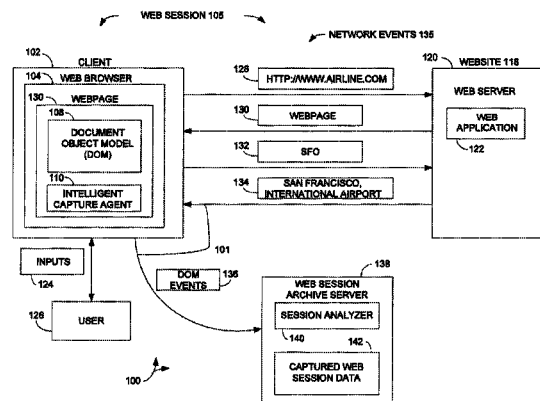 WEB SESSION 105
NETWORK EVENTS 135
102
CLIENT
104
WEB BROWSER
130
WEBPAGE
108
DOCUMENT
OBJECT MODEL
(DOM)
110
INTELLIGENT
CAPTURE AGENT
128
HTTP://WWW.AIRLINE.COM
130
WEBPAGE
132
SFO
134
SAN FRANCISCO,
INTERNATIONAL AIRPORT
120
WEBSITE 118
WEB SERVER
WEB
APPLICATION
122
INPUTS
124
126
USER
101
DOM
EVENTS
136
138
WEB SESSION
ARCHIVE SERVER
SESSION ANALYZER
140
142
CAPTURED WEB
SESSION DATA
100